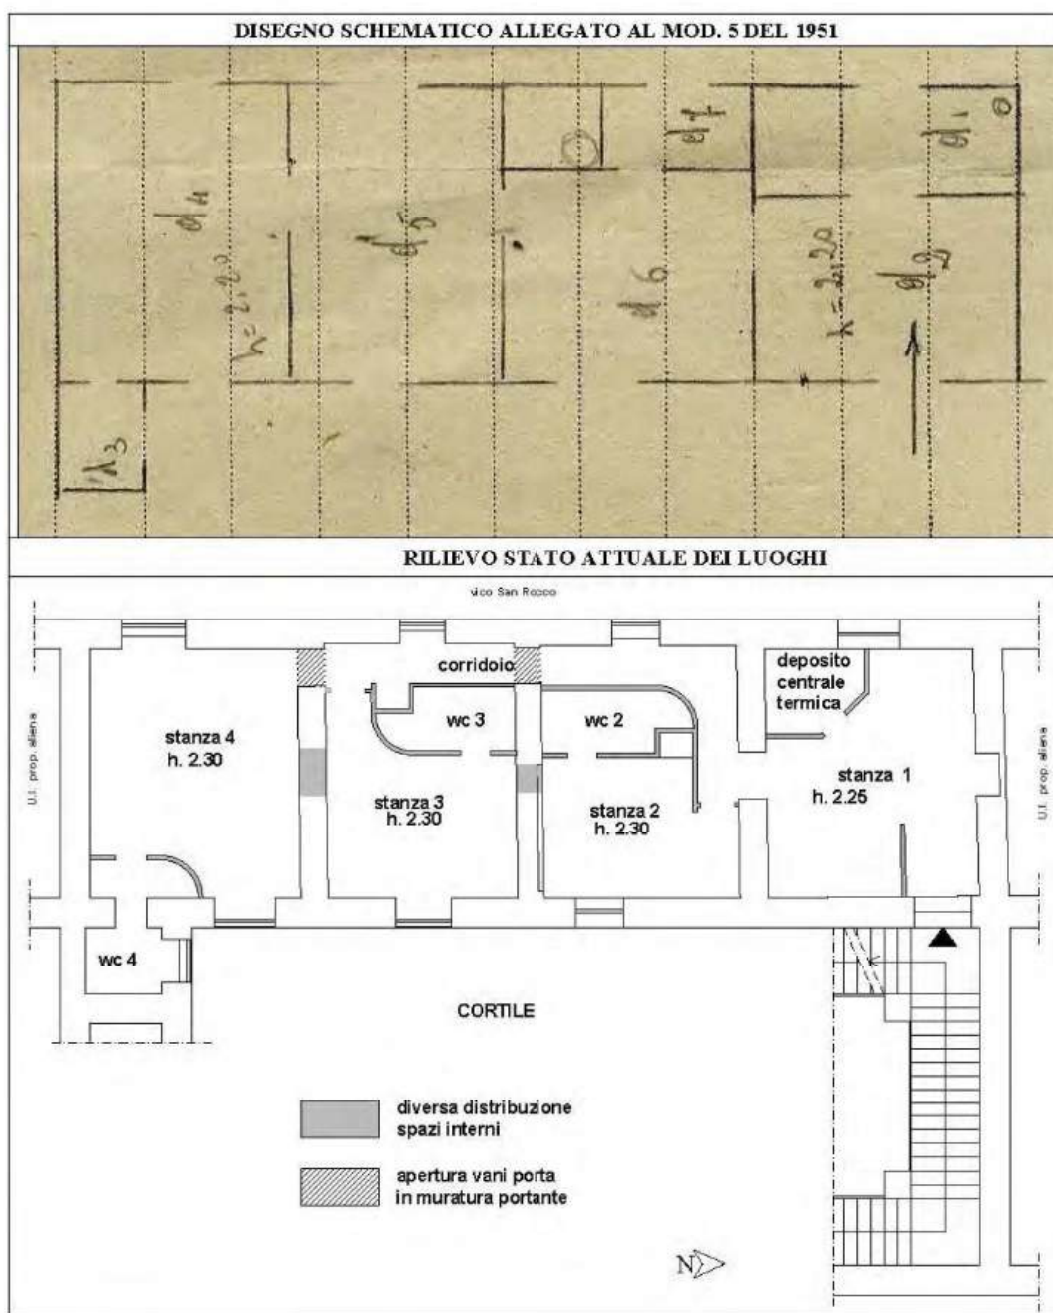 DISEGNO SCHEMATICO ALLEGATO AL MOD. 5 DEL 1951
h=2,20
h=2,20
RILIEVO STATO ATTUALE DEI LUOGHI
vico San Rocco
corridoio
deposito
centrale
termica
wc 3
wc 2
stanza 4
h. 2.30
stanza 1
h. 2.25
stanza 3
h. 2.30
stanza 2
h. 2.30
U.I. prop. aliena
U.I. prop. aliena
wc 4
CORTILE
diversa distribuzione
spazi interni
apertura vani porta
in muratura portante
N